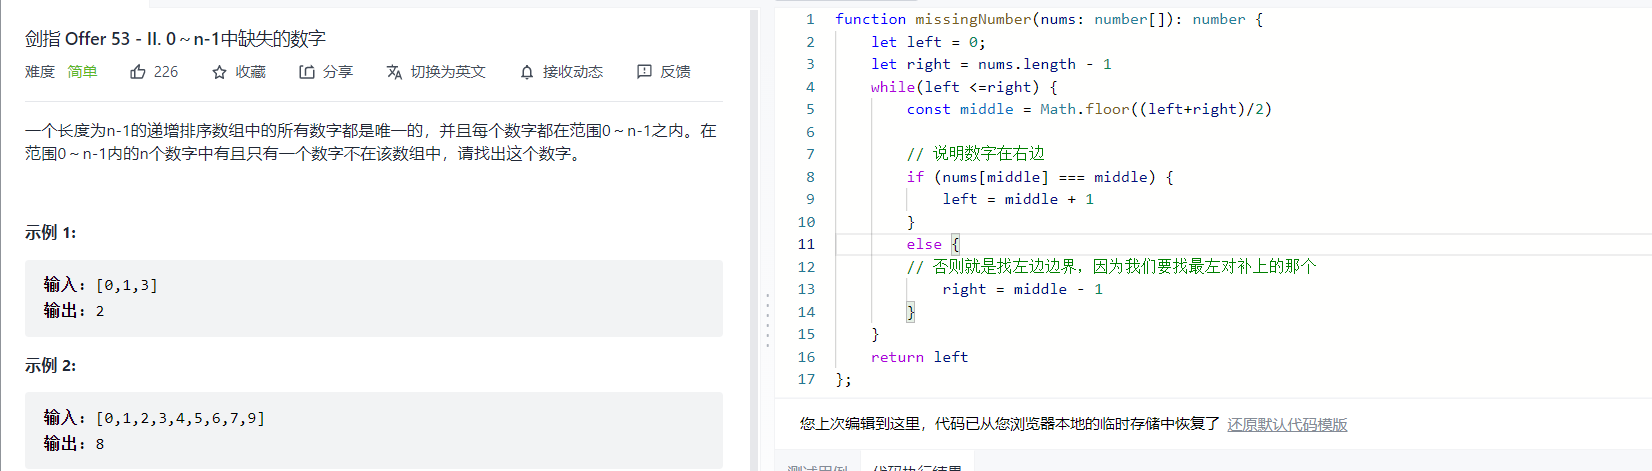 剑指 Offer 53 - II. 0～n-1中缺失的数字
难度 简单 226 收藏 分享 切换为英文 接收动态 反馈
一个长度为n-1的递增排序数组中的所有数字都是唯一的，并且每个数字都在范围0～n-1之内。在
范围0～n-1内的n个数字中有且只有一个数字不在该数组中，请找出这个数字。
示例 1:
输入: [0,1,3]
输出: 2
示例 2:
输入: [0,1,2,3,4,5,6,7,9]
输出: 8
1 function missingNumber(nums: number[]): number {
2     let left = 0;
3     let right = nums.length - 1
4     while(left <=right) {
5         const middle = Math.floor((left+right)/2)
6
7         // 说明数字在右边
8         if (nums[middle] === middle) {
9             left = middle + 1
10         }
11         else {
12         // 否则就是找左边边界，因为我们要找最左对补上的那个
13             right = middle - 1
14         }
15     }
16     return left
17 };
您上次编辑到这里，代码已从您浏览器本地的临时存储中恢复了 还原默认代码模版
测试用例 代码执行结果